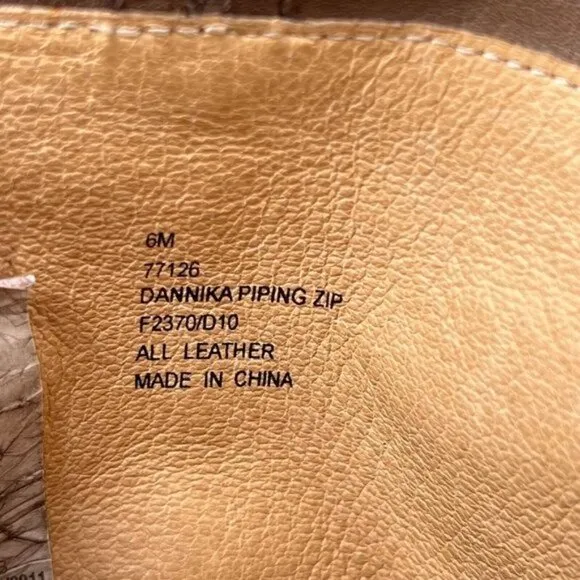 6M
77126
DANNIKA PIPING ZIP
F2370/D10
ALL LEATHER
MADE IN CHINA